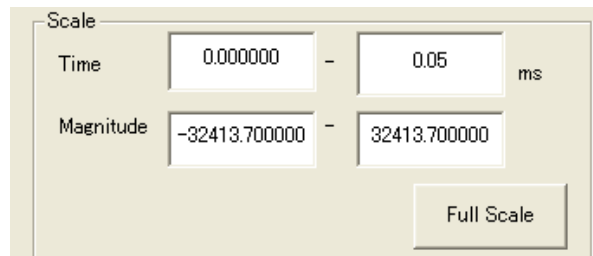 Scale
Time 0.000000 - 0.05 ms
Magnitude -32413.700000 - 32413.700000
Full Scale